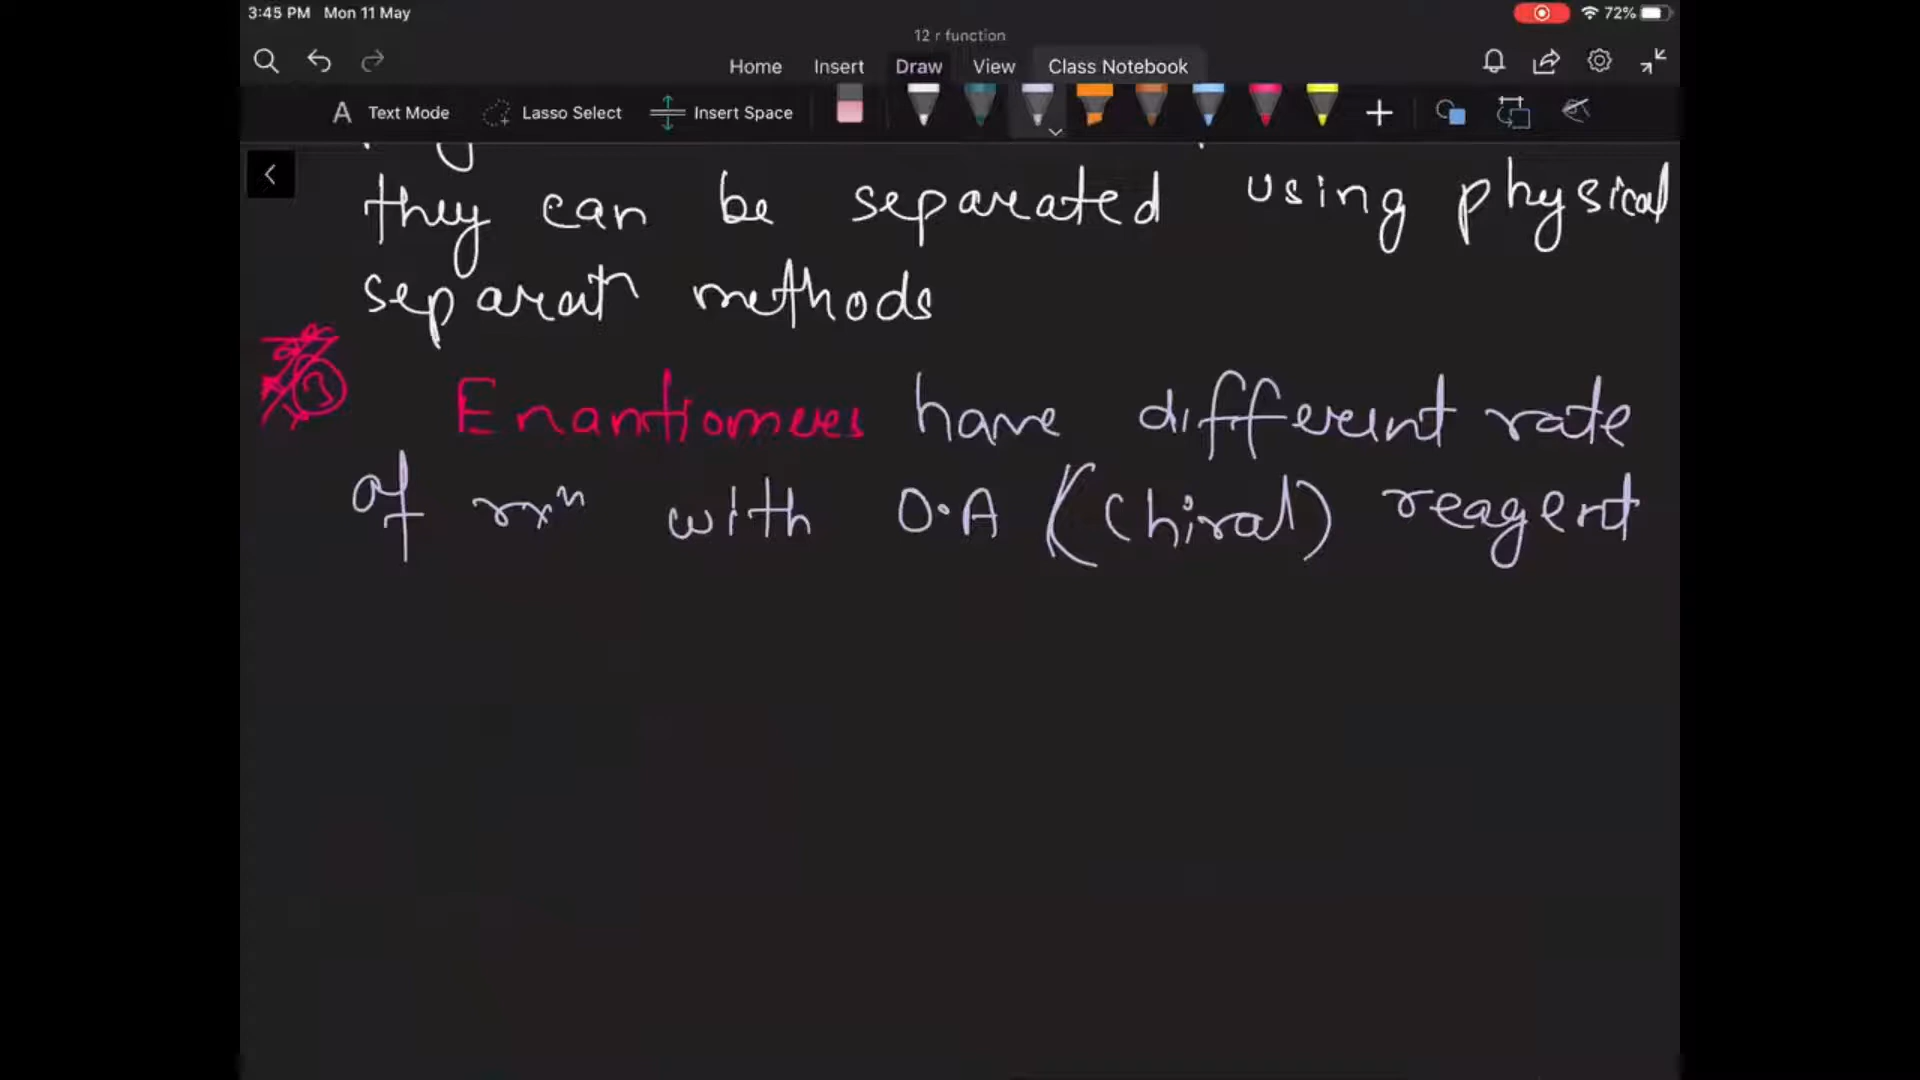 3:45 PM Mon 11 May
72%
12 r function
Home Insert Draw View Class Notebook
A Text Mode Lasso Select Insert Space
they can be separated using physical
separatⁿ methods
3 Enantiomers have different rate
of rxⁿ with O.A (Chiral) reagent